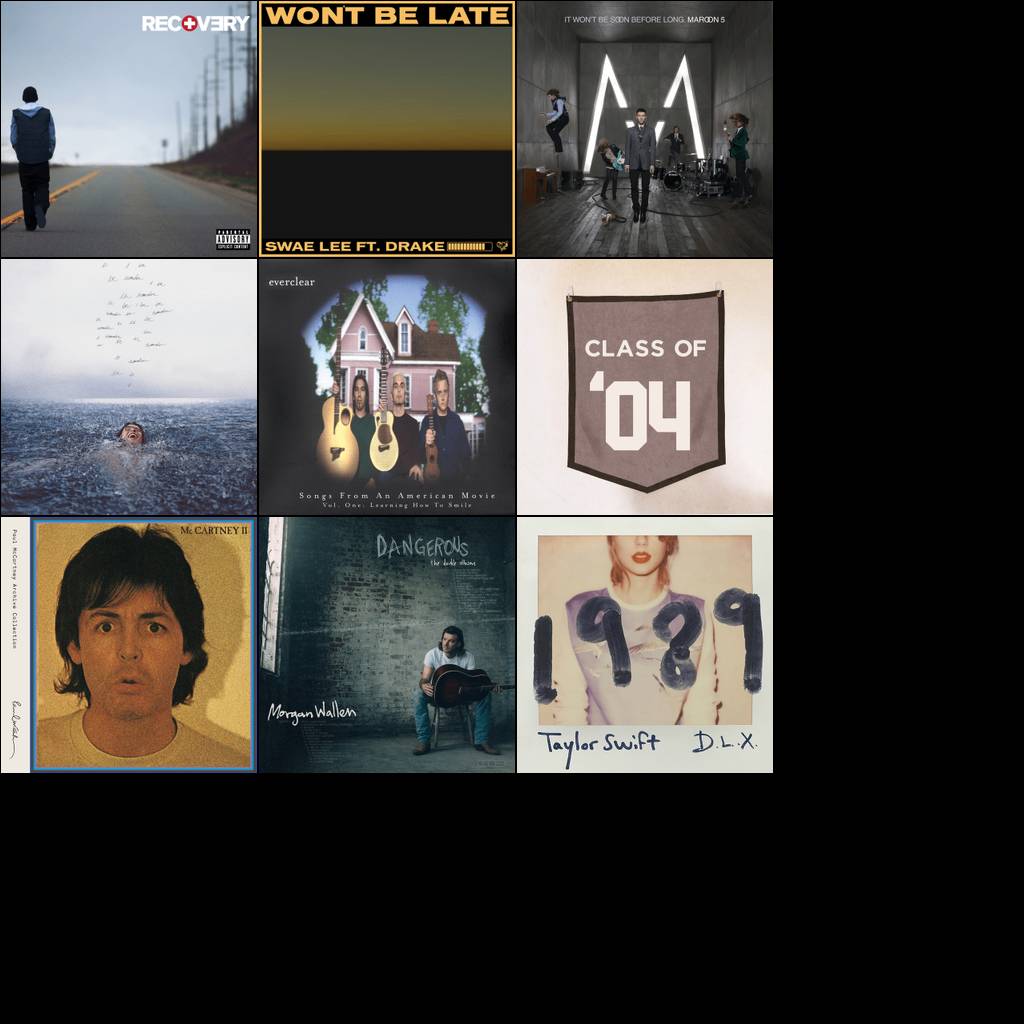 RECOVERY
PARENTAL
ADVISORY
EXPLICIT CONTENT
WON'T BE LATE
SWAE LEE FT. DRAKE
IT WON'T BE SOON BEFORE LONG. MAROON 5
everclear
Songs From An American Movie
Vol. One: Learning How To Smile
CLASS OF
'04
Paul McCartney Archive Collection
McCARTNEY II
DANGEROUS
the double album
Morgan Wallen
1989
Taylor Swift D.L.X.